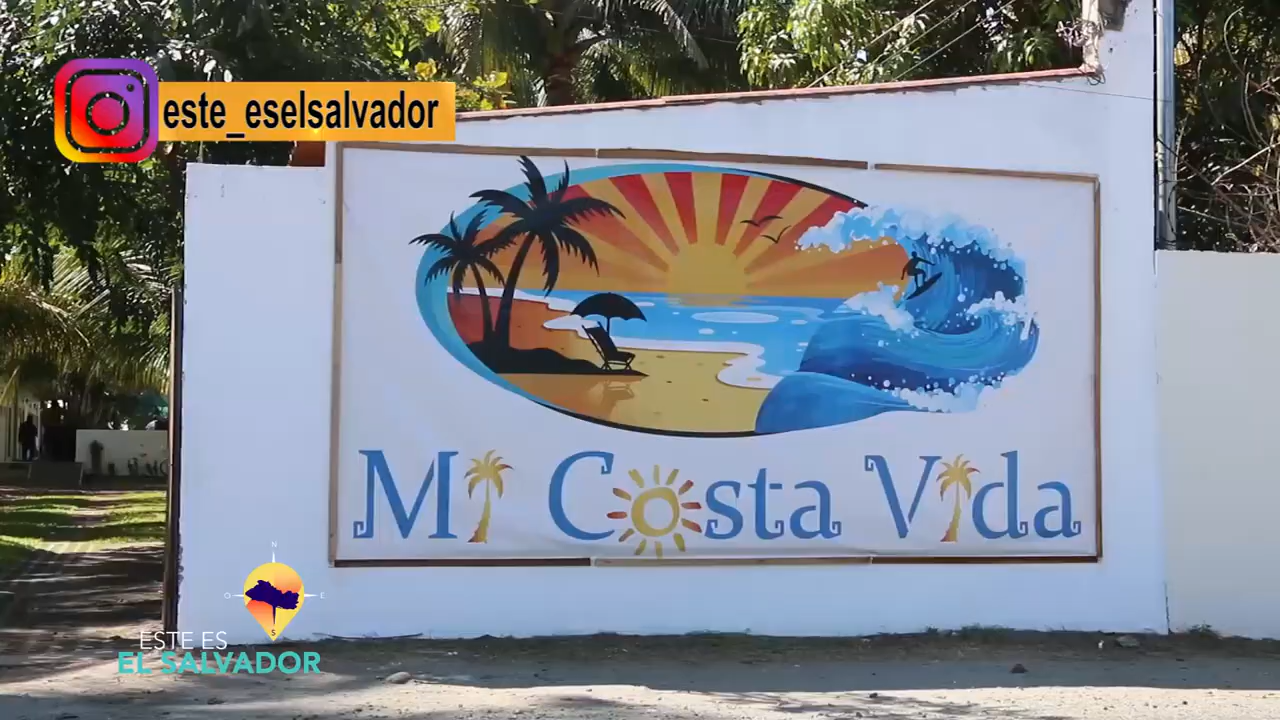 este_eselsalvador
Mi Costa Vida
N
O E
S
ESTE ES
EL SALVADOR